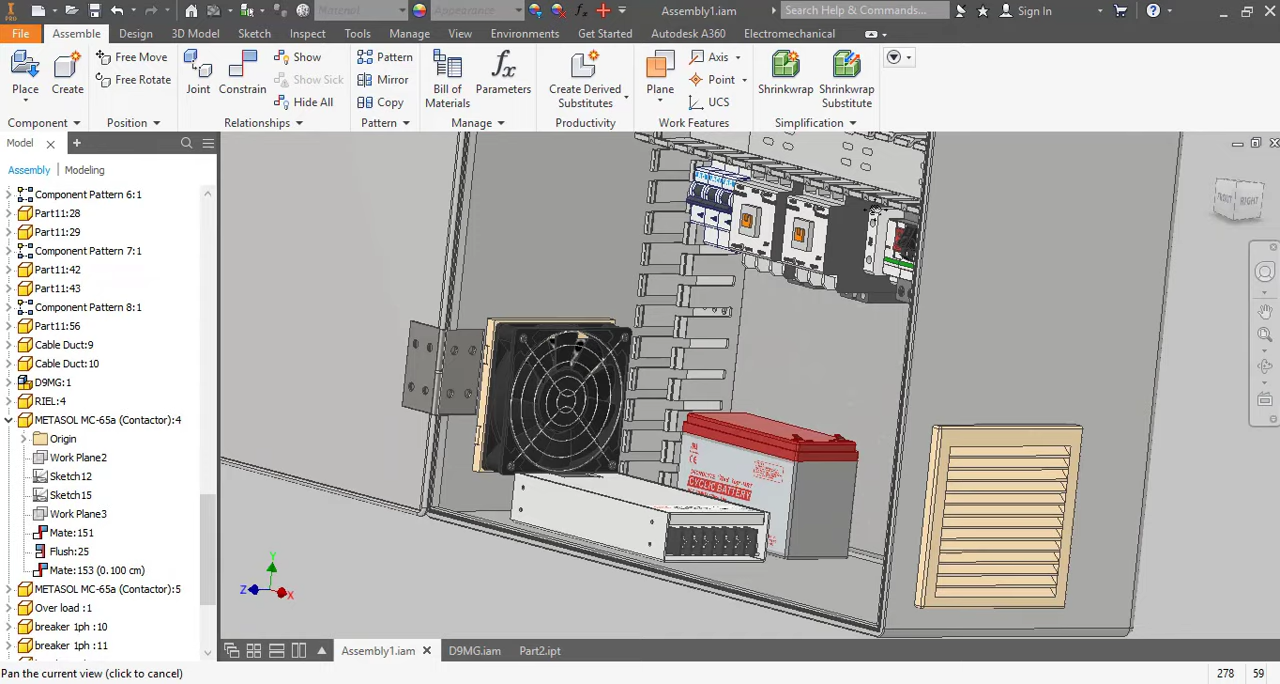 PRO
Material
Appearance
Assembly1.iam
Search Help & Commands...
Sign In
File
Assemble
Design
3D Model
Sketch
Inspect
Tools
Manage
View
Environments
Get Started
Autodesk A360
Electromechanical
Place
Create
Free Move
Free Rotate
Joint
Constrain
Show
Show Sick
Hide All
Pattern
Mirror
Copy
Bill of
Materials
Parameters
Create Derived
Substitutes
Plane
Axis
Point
UCS
Shrinkwrap
Shrinkwrap
Substitute
Component
Position
Relationships
Pattern
Manage
Productivity
Work Features
Simplification
Model
Assembly
Modeling
Component Pattern 6:1
Part11:28
Part11:29
Component Pattern 7:1
Part11:42
Part11:43
Component Pattern 8:1
Part11:56
Cable Duct:9
Cable Duct:10
D9MG:1
RIEL:4
METASOL MC-65a (Contactor):4
Origin
Work Plane2
Sketch12
Sketch15
Work Plane3
Mate:151
Flush:25
Mate:153 (0.100 cm)
METASOL MC-65a (Contactor):5
Over load :1
breaker 1ph :10
breaker 1ph :11
RIGHT
CYCLIC BATTERY
Y
Z
X
Assembly1.iam
D9MG.iam
Part2.ipt
Pan the current view (click to cancel)
278
59